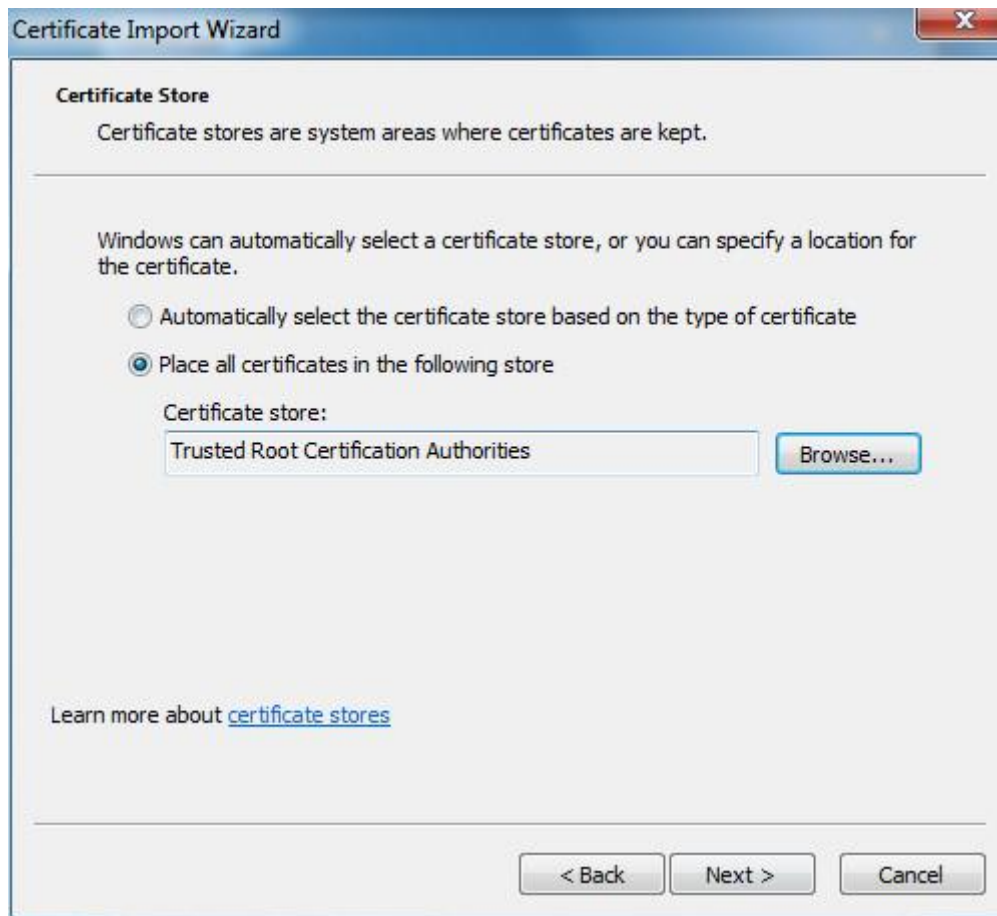 Certificate Import Wizard
Certificate Store
Certificate stores are system areas where certificates are kept.
Windows can automatically select a certificate store, or you can specify a location for
the certificate.
Automatically select the certificate store based on the type of certificate
Place all certificates in the following store
Certificate store:
Trusted Root Certification Authorities
Browse...
Learn more about certificate stores
< Back
Next >
Cancel